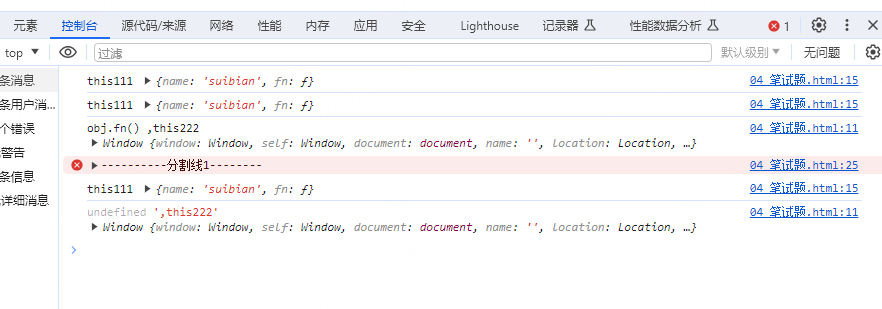 元素 控制台 源代码/来源 网络 性能 内存 应用 安全 Lighthouse 记录器 性能数据分析 1
top 过滤 默认级别 无问题
条消息
条用户消...
个错误
警告
条信息
详细消息
this111 {name: 'suibian', fn: ƒ} 04 笔试题.html:15
this111 {name: 'suibian', fn: ƒ} 04 笔试题.html:15
obj.fn() ,this222 04 笔试题.html:11
Window {window: Window, self: Window, document: document, name: '', location: Location, …}
----------分割线1-------- 04 笔试题.html:25
this111 {name: 'suibian', fn: ƒ} 04 笔试题.html:15
undefined ',this222' 04 笔试题.html:11
Window {window: Window, self: Window, document: document, name: '', location: Location, …}